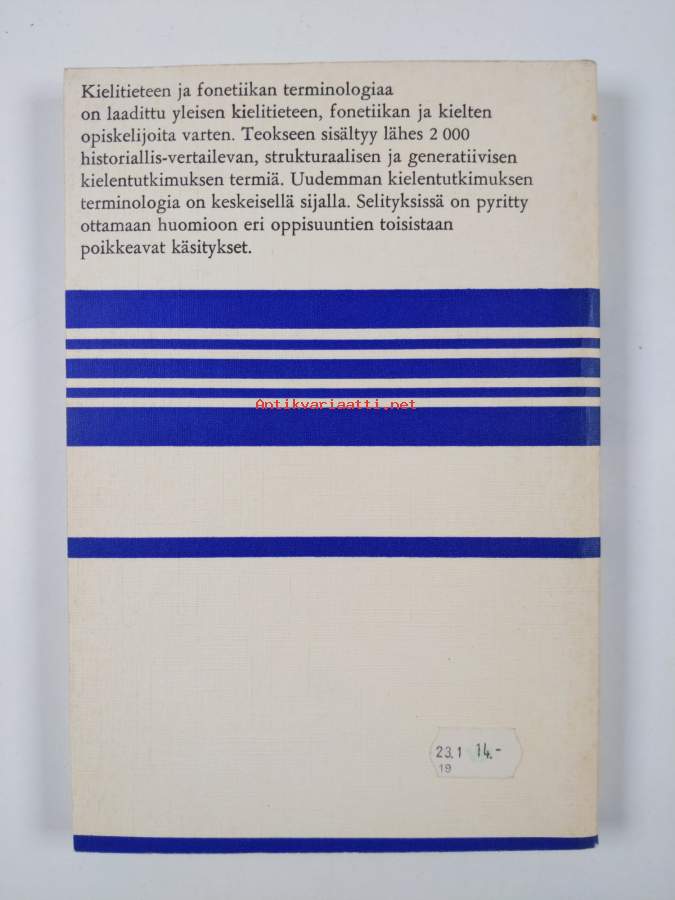 Kielitieteen ja fonetiikan terminologiaa
on laadittu yleisen kielitieteen, fonetiikan ja kielten
opiskelijoita varten. Teokseen sisältyy lähes 2 000
historiallis-vertailevan, strukturaalisen ja generatiivisen
kielentutkimuksen termiä. Uudemman kielentutkimuksen
terminologia on keskeisellä sijalla. Selityksissä on pyritty
ottamaan huomioon eri oppisuuntien toisistaan
poikkeavat käsitykset.
Antikvariaatti.net
23.1 14.-
19